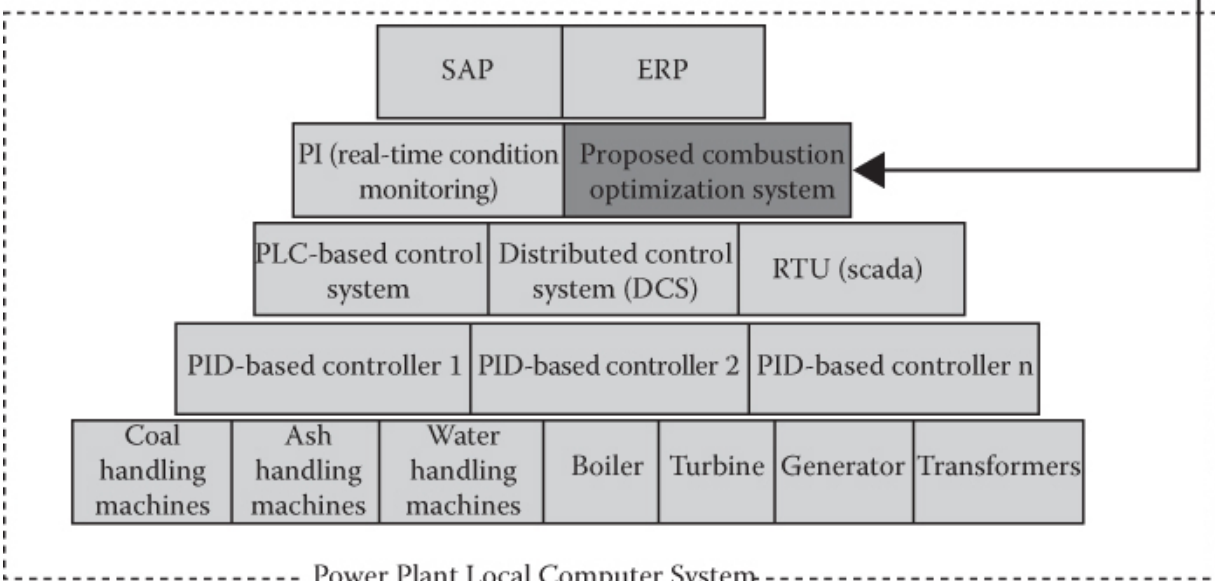 SAP
ERP
PI (real-time condition
monitoring)
Proposed combustion
optimization system
PLC-based control
system
Distributed control
system (DCS)
RTU (scada)
PID-based controller 1
PID-based controller 2
PID-based controller n
Coal
handling
machines
Ash
handling
machines
Water
handling
machines
Boiler
Turbine
Generator
Transformers
Power Plant Local Computer System